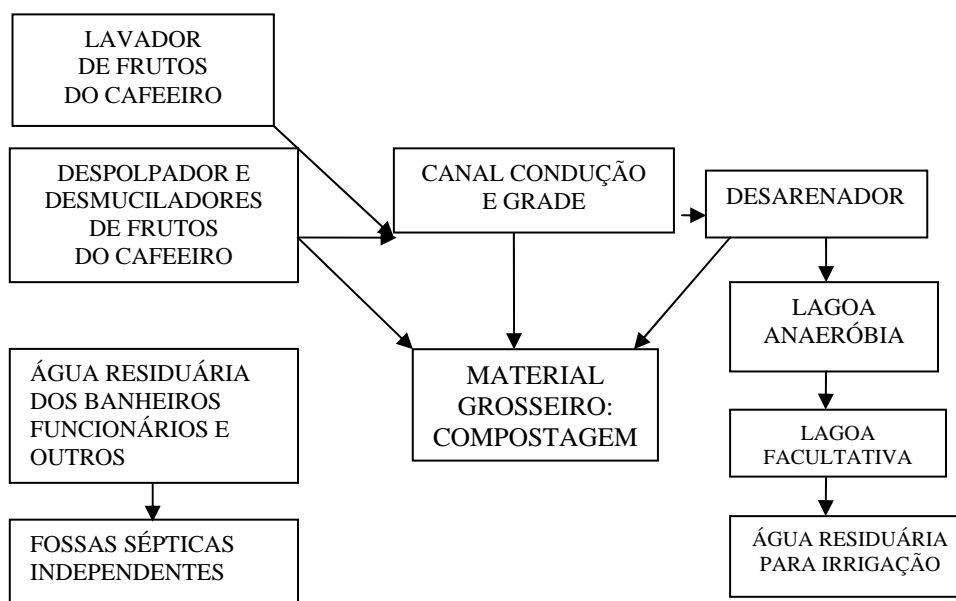 LAVADOR
DE FRUTOS
DO CAFEEIRO
DESPOLPADOR E
DESMUCILADORES
DE FRUTOS
DO CAFEEIRO
CANAL CONDUÇÃO
E GRADE
DESARENADOR
LAGOA
ANAERÓBIA
ÁGUA RESIDUÁRIA
DOS BANHEIROS
FUNCIONÁRIOS E
OUTROS
MATERIAL
GROSSEIRO:
COMPOSTAGEM
LAGOA
FACULTATIVA
FOSSAS SÉPTICAS
INDEPENDENTES
ÁGUA RESIDUÁRIA
PARA IRRIGAÇÃO